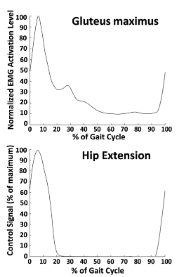 Gluteus maximus
Normalized EMG Activation Level
100
90
80
70
60
50
40
30
20
10
0
0 10 20 30 40 50 60 70 80 90 100
% of Gait Cycle
Hip Extension
Control Signal (% of maximum)
100
90
80
70
60
50
40
30
20
10
0
0 10 20 30 40 50 60 70 80 90 100
% of Gait Cycle